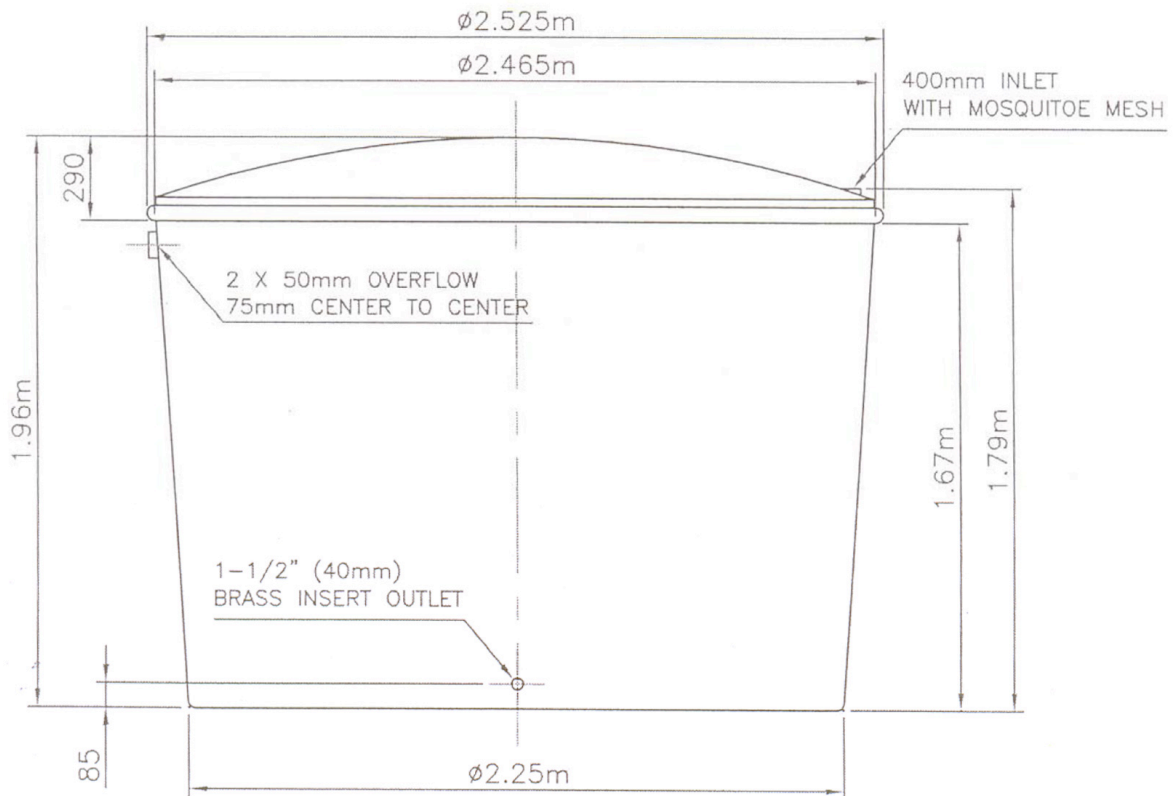 ø2.525m
ø2.465m
400mm INLET
WITH MOSQUITOE MESH
290
2 X 50mm OVERFLOW
75mm CENTER TO CENTER
1.96m
1.67m
1.79m
1-1/2" (40mm)
BRASS INSERT OUTLET
85
ø2.25m